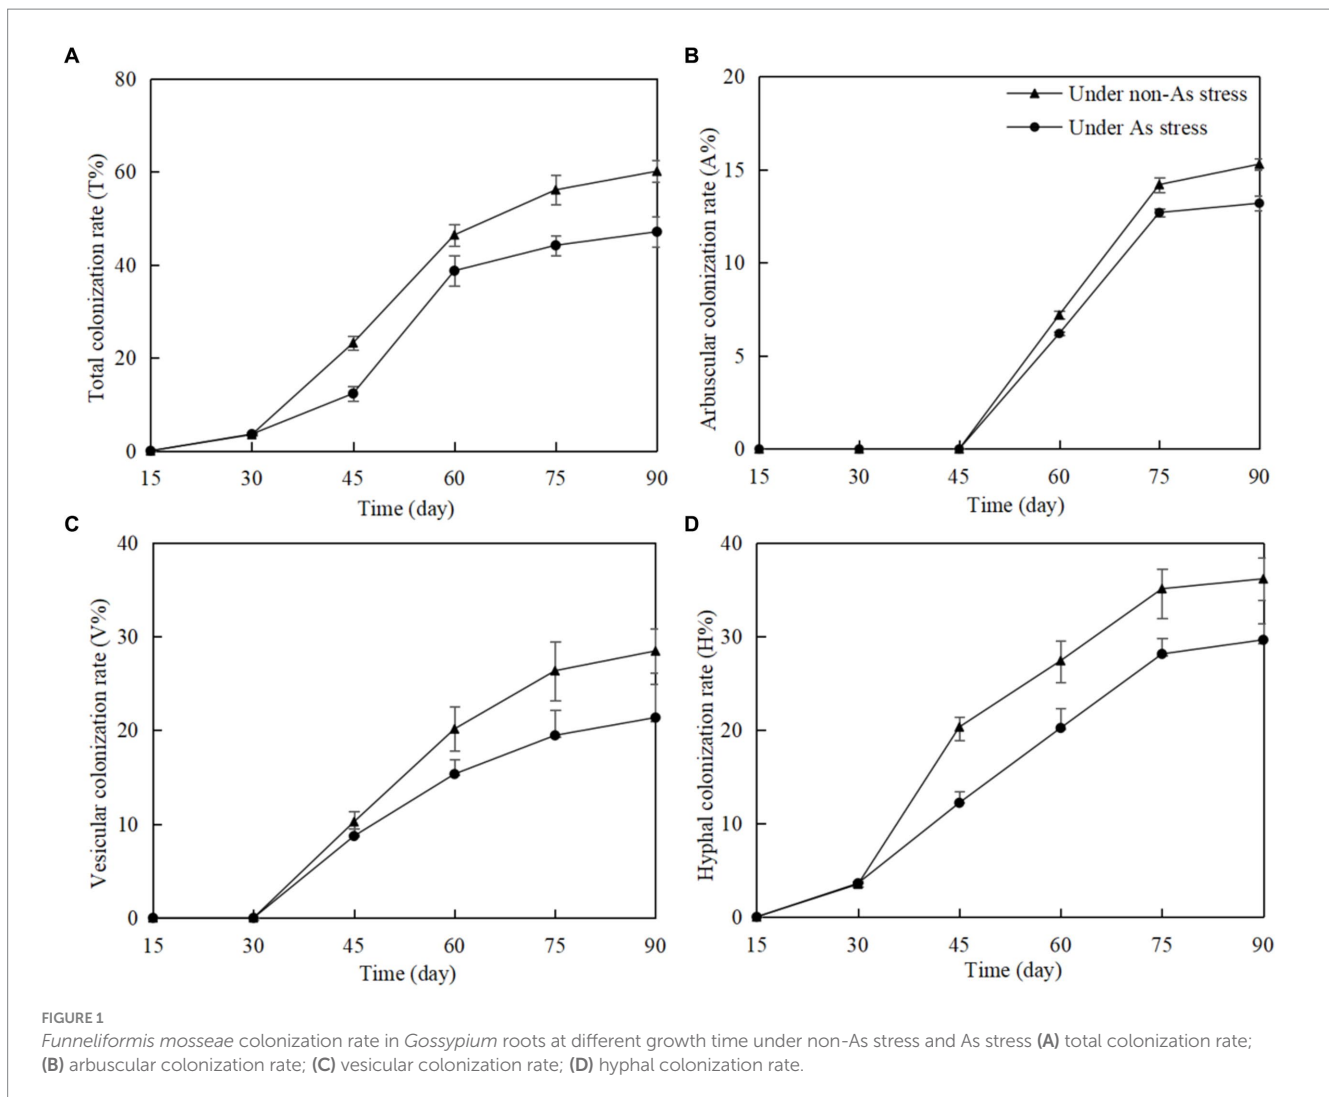 A
80
60
40
20
0
Total colonization rate (T%)
15 30 45 60 75 90
Time (day)
B
20
15
10
5
0
Arbuscular colonization rate (A%)
Under non-As stress
Under As stress
15 30 45 60 75 90
Time (day)
C
40
30
20
10
0
Vesicular colonization rate (V%)
15 30 45 60 75 90
Time (day)
D
40
30
20
10
0
Hyphal colonization rate (H%)
15 30 45 60 75 90
Time (day)
FIGURE 1
Funneliformis mosseae colonization rate in Gossypium roots at different growth time under non-As stress and As stress (A) total colonization rate;
(B) arbuscular colonization rate; (C) vesicular colonization rate; (D) hyphal colonization rate.